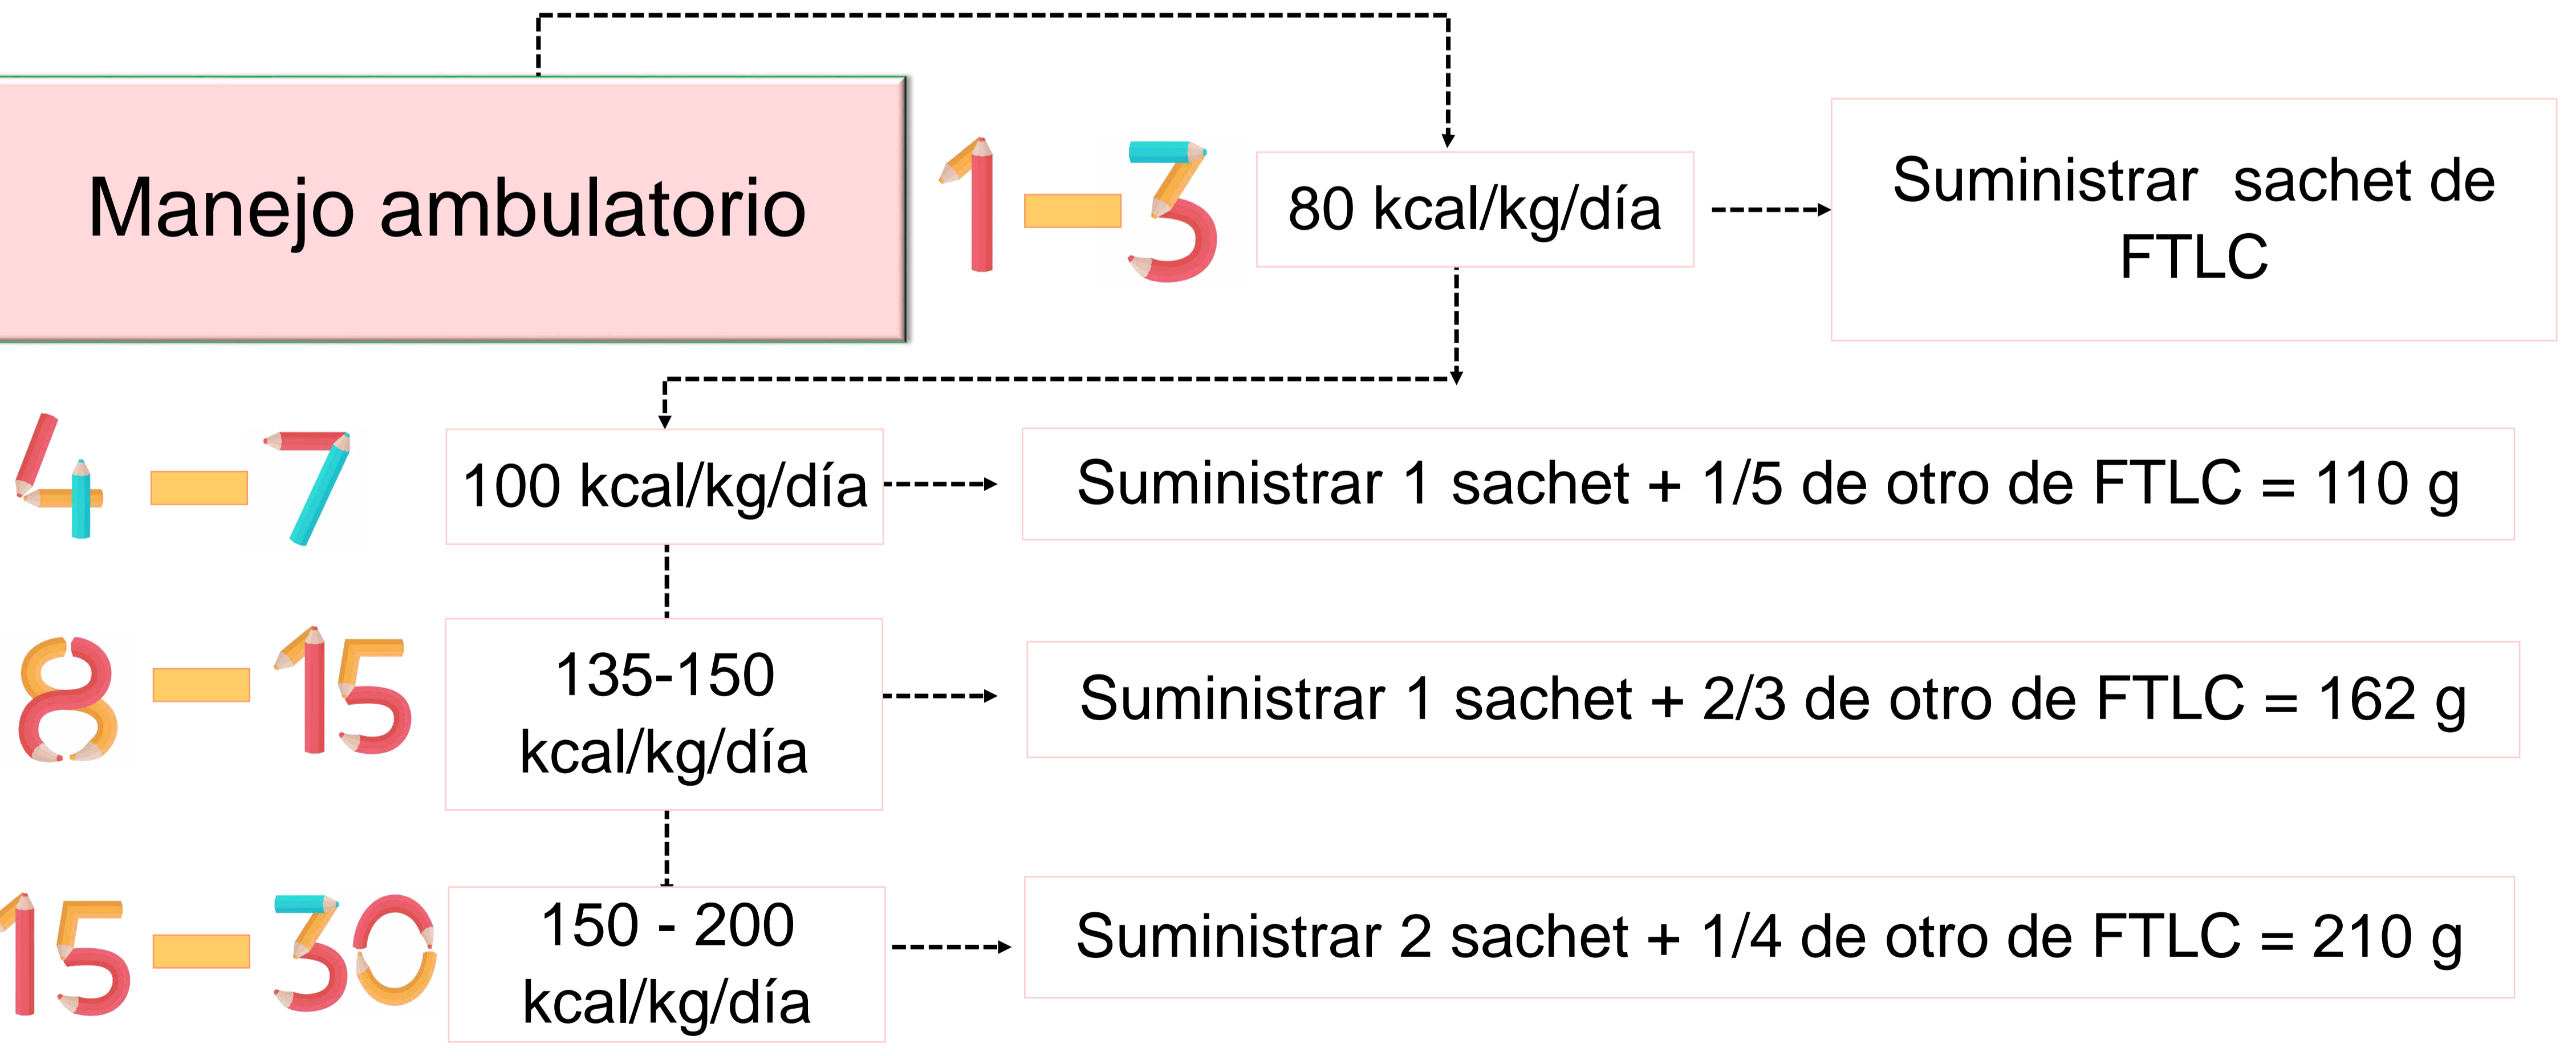 Manejo ambulatorio
1-3
80 kcal/kg/día
Suministrar sachet de
FTLC
4-7
100 kcal/kg/día
Suministrar 1 sachet + 1/5 de otro de FTLC = 110 g
8-15
135-150
kcal/kg/día
Suministrar 1 sachet + 2/3 de otro de FTLC = 162 g
15-30
150 - 200
kcal/kg/día
Suministrar 2 sachet + 1/4 de otro de FTLC = 210 g